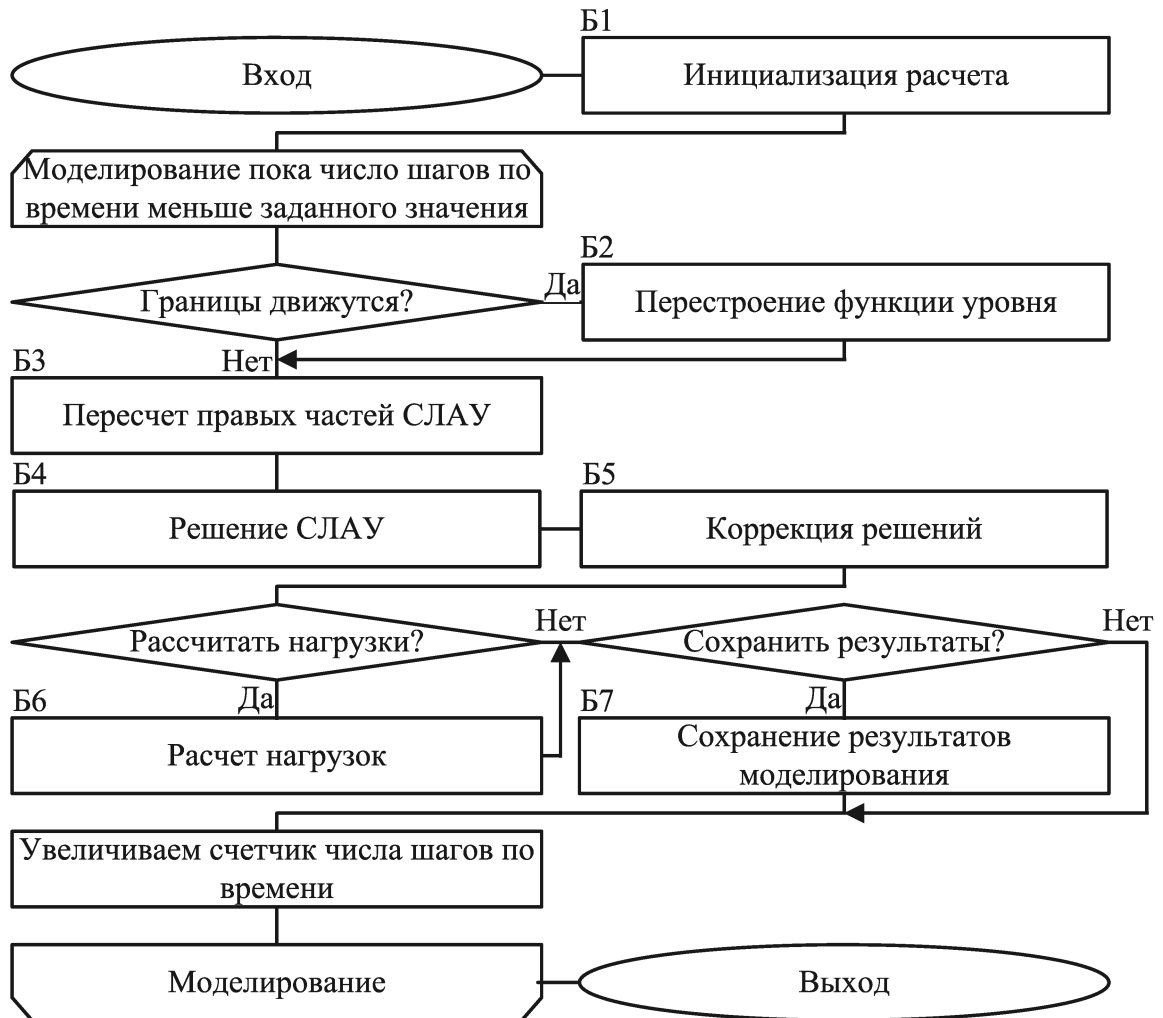 Б1
Вход
Инициализация расчета
Моделирование пока число шагов по
времени меньше заданного значения
Б2
Границы движутся?
Да
Перестроение функции уровня
Б3
Нет
Пересчет правых частей СЛАУ
Б4
Решение СЛАУ
Б5
Коррекция решений
Рассчитать нагрузки?
Нет
Сохранить результаты?
Нет
Б6
Да
Расчет нагрузок
Б7
Да
Сохранение результатов
моделирования
Увеличиваем счетчик числа шагов по
времени
Моделирование
Выход